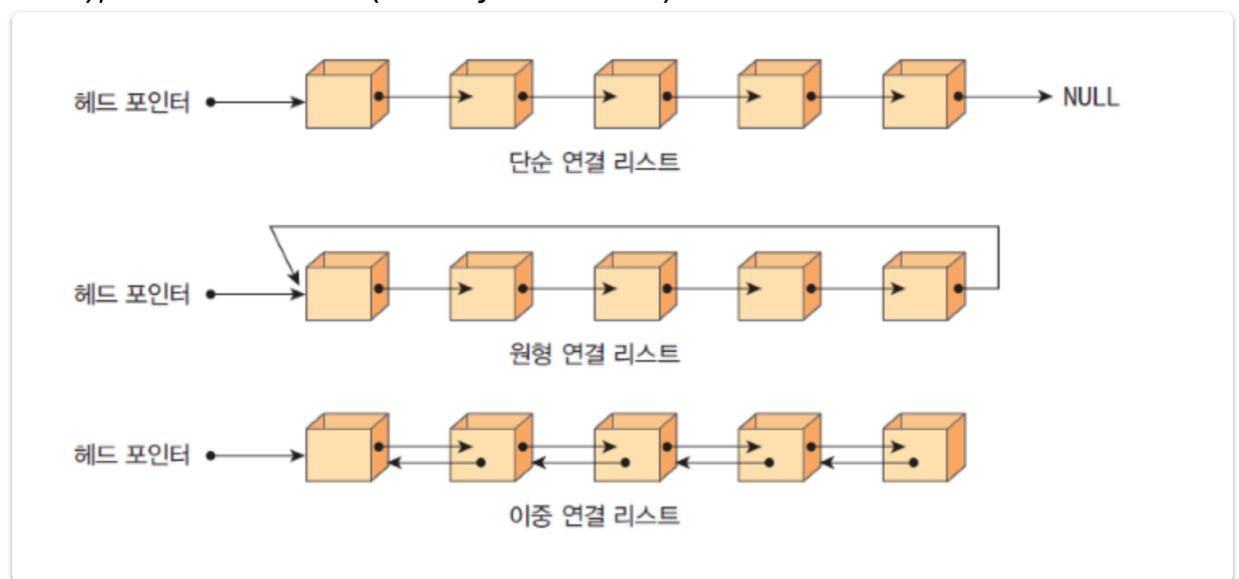 헤드 포인터 NULL
단순 연결 리스트
헤드 포인터
원형 연결 리스트
헤드 포인터
이중 연결 리스트